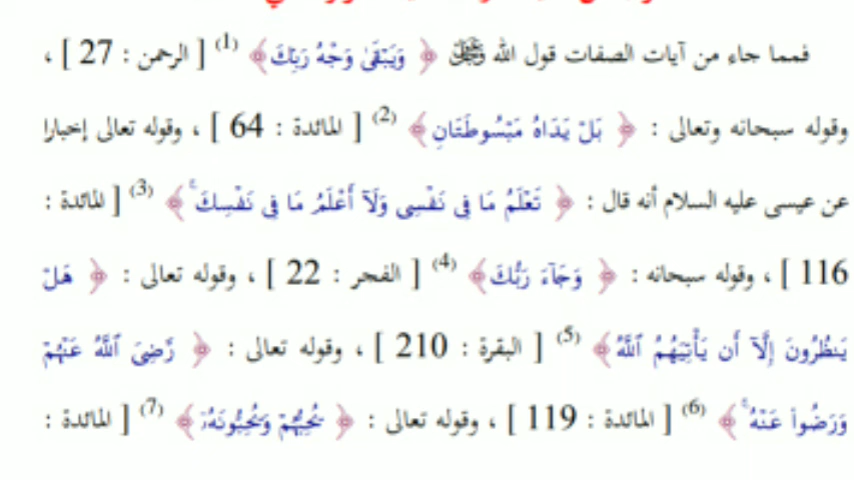 فمما جاء من آيات الصفات قول الله ﷻ ﴿ وَيَبْقَىٰ وَجْهُ رَبِّكَ ﴾ (1) [ الرحمن : 27 ] ،
وقوله سبحانه وتعالى : ﴿ بَلْ يَدَاهُ مَبْسُوطَتَانِ ﴾ (2) [ المائدة : 64 ] ، وقوله تعالى إخبارا
عن عيسى عليه السلام أنه قال : ﴿ تَعْلَمُ مَا فِى نَفْسِى وَلَآ أَعْلَمُ مَا فِى نَفْسِكَ ۚ ﴾ (3) [ المائدة :
116 ] ، وقوله سبحانه : ﴿ وَجَآءَ رَبُّكَ ﴾ (4) [ الفجر : 22 ] ، وقوله تعالى : ﴿ هَلْ
يَنظُرُونَ إِلَّآ أَن يَأْتِيَهُمُ ٱللَّهُ ﴾ (5) [ البقرة : 210 ] ، وقوله تعالى : ﴿ رَّضِىَ ٱللَّهُ عَنْهُمْ
وَرَضُوا۟ عَنْهُ ۚ ﴾ (6) [ المائدة : 119 ] ، وقوله تعالى : ﴿ يُحِبُّهُمْ وَيُحِبُّونَهُۥٓ ﴾ (7) [ المائدة :